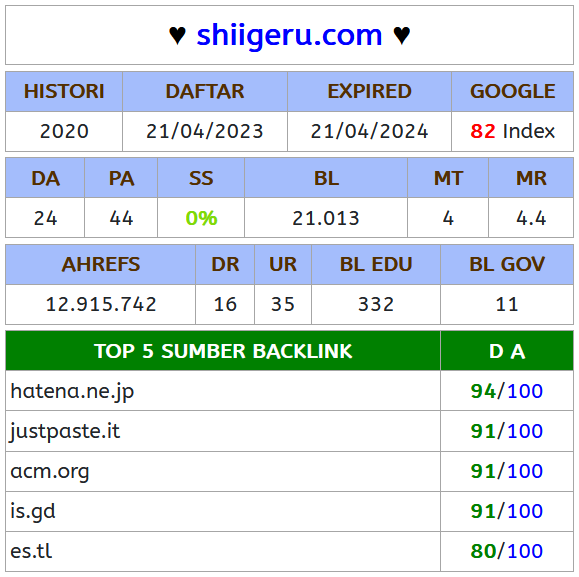 ♥ shiigeru.com ♥
HISTORI DAFTAR EXPIRED GOOGLE
2020 21/04/2023 21/04/2024 82 Index
DA PA SS BL MT MR
24 44 0% 21.013 4 4.4
AHREFS DR UR BL EDU BL GOV
12.915.742 16 35 332 11
TOP 5 SUMBER BACKLINK D A
hatena.ne.jp 94/100
justpaste.it 91/100
acm.org 91/100
is.gd 91/100
es.tl 80/100